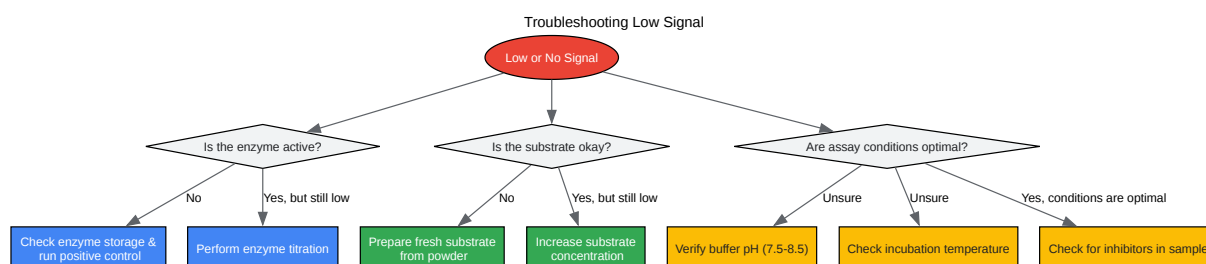 Troubleshooting Low Signal
Low or No Signal
Is the enzyme active?
Is the substrate okay?
Are assay conditions optimal?
No
Yes, but still low
No
Yes, but still low
Unsure
Unsure
Yes, conditions are optimal
Check enzyme storage &
run positive control
Perform enzyme titration
Prepare fresh substrate
from powder
Increase substrate
concentration
Verify buffer pH (7.5-8.5)
Check incubation temperature
Check for inhibitors in sample